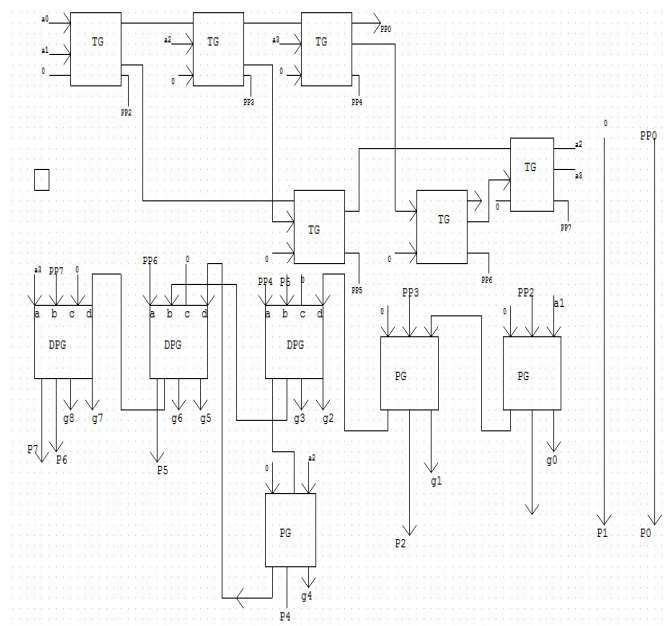 a0 TG TG TG PP0
a1 a2 a3
0 0 0
PP2 PP3 PP4
0 PP0
TG a2
a3
0 PP7
TG TG
0 0
PP5 PP6
a3 PP7 0 PP6 0 PP4 P5 0
a b c d a b c d a b c d
DPG DPG DPG
0 PP3 0 PP2 a1
PG PG
g8 g7 g6 g5 g3 g2
P7 P6 P5
g1 g0
0 a2
PG
P2 P1 P0
g4
P4